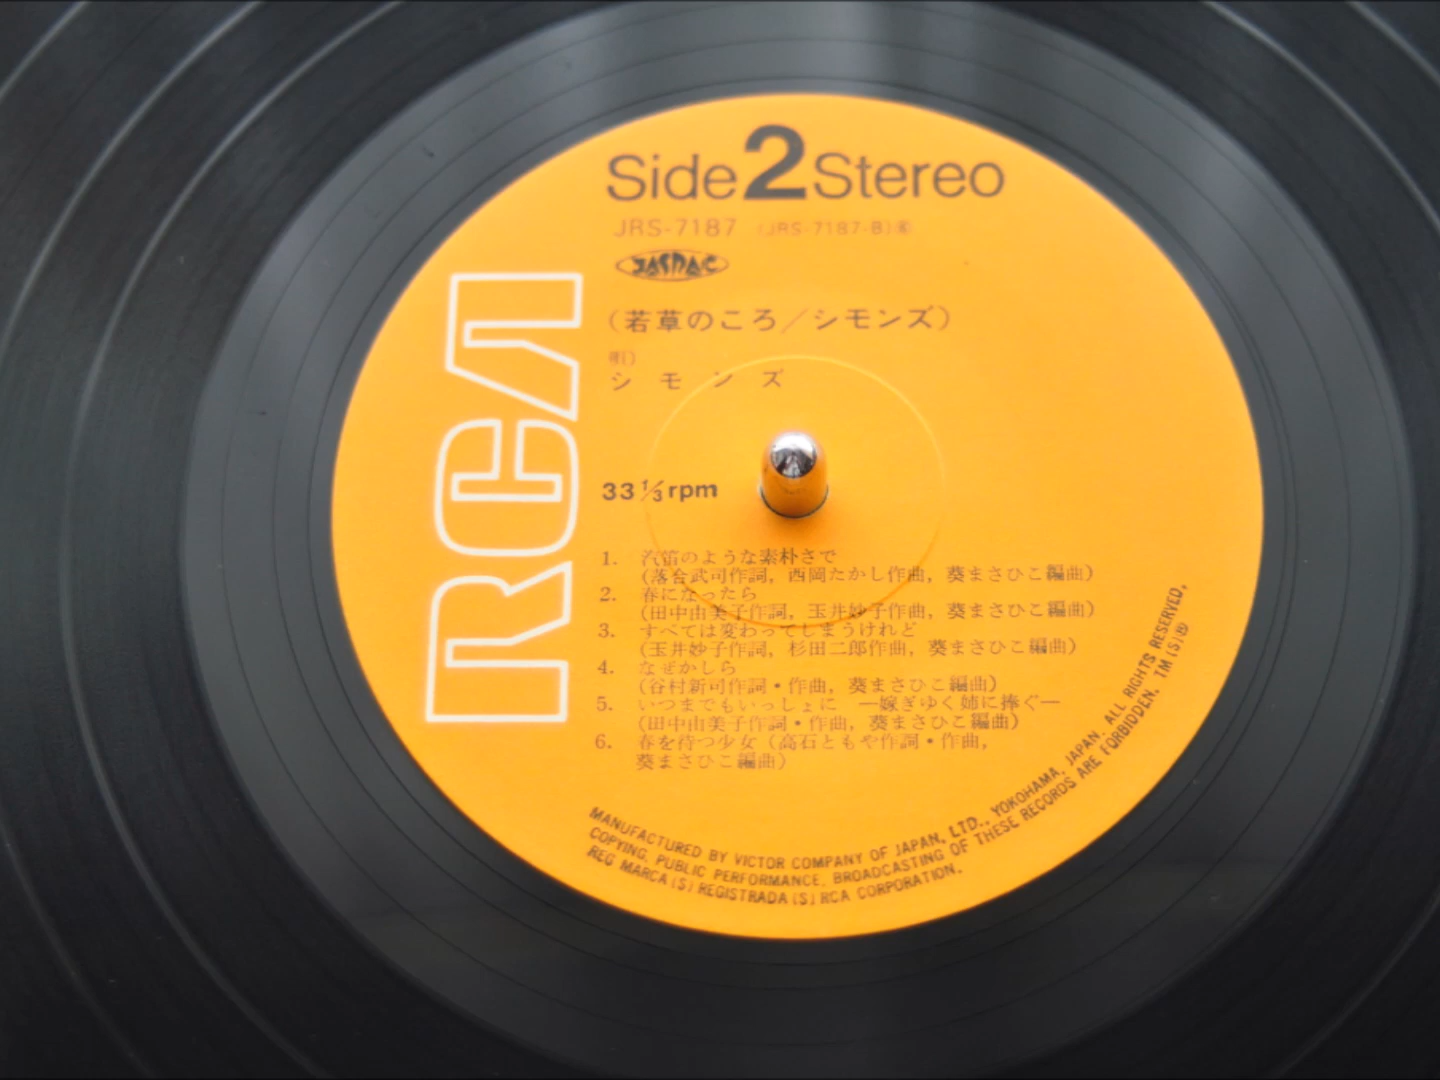 Side 2 Stereo
JRS-7187 (JRS-7187-B)
JASRAC
(若草のころ/シモンズ)
唄)
シモンズ
RCA
33 1/3 rpm
1. 汽笛のような素朴さで
(落合武司作詞, 西岡たかし作曲, 葵まさひこ編曲)
2. 春になったら
(田中由美子作詞, 玉井妙子作曲, 葵まさひこ編曲)
3. すべては変わってしまうけれど
(玉井妙子作詞, 杉田二郎作曲, 葵まさひこ編曲)
4. なぜかしら
(谷村新司作詞・作曲, 葵まさひこ編曲)
5. いつまでもいっしょに ―嫁ぎゆく姉に捧ぐ―
(田中由美子作詞・作曲, 葵まさひこ編曲)
6. 春を待つ少女 (高石ともや作詞・作曲,
葵まさひこ編曲)
MANUFACTURED BY VICTOR COMPANY OF JAPAN, LTD., YOKOHAMA, JAPAN. ALL RIGHTS RESERVED.
COPYING, PUBLIC PERFORMANCE, BROADCASTING OF THESE RECORDS ARE FORBIDDEN. TM(S)®
REG MARCA(S) REGISTRADA(S) RCA CORPORATION.